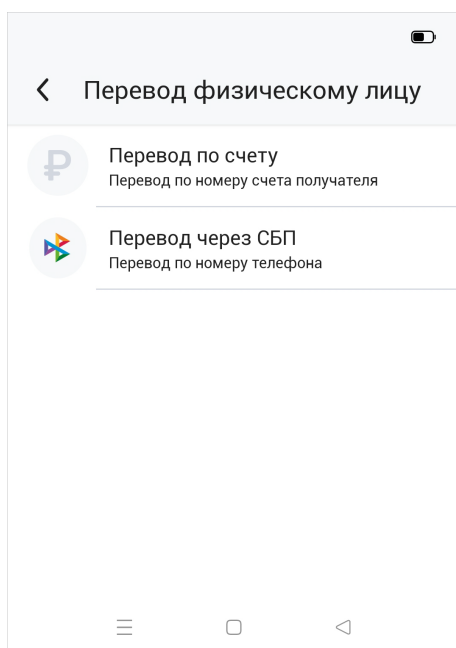 Перевод физическому лицу
Перевод по счету
Перевод по номеру счета получателя
Перевод через СБП
Перевод по номеру телефона